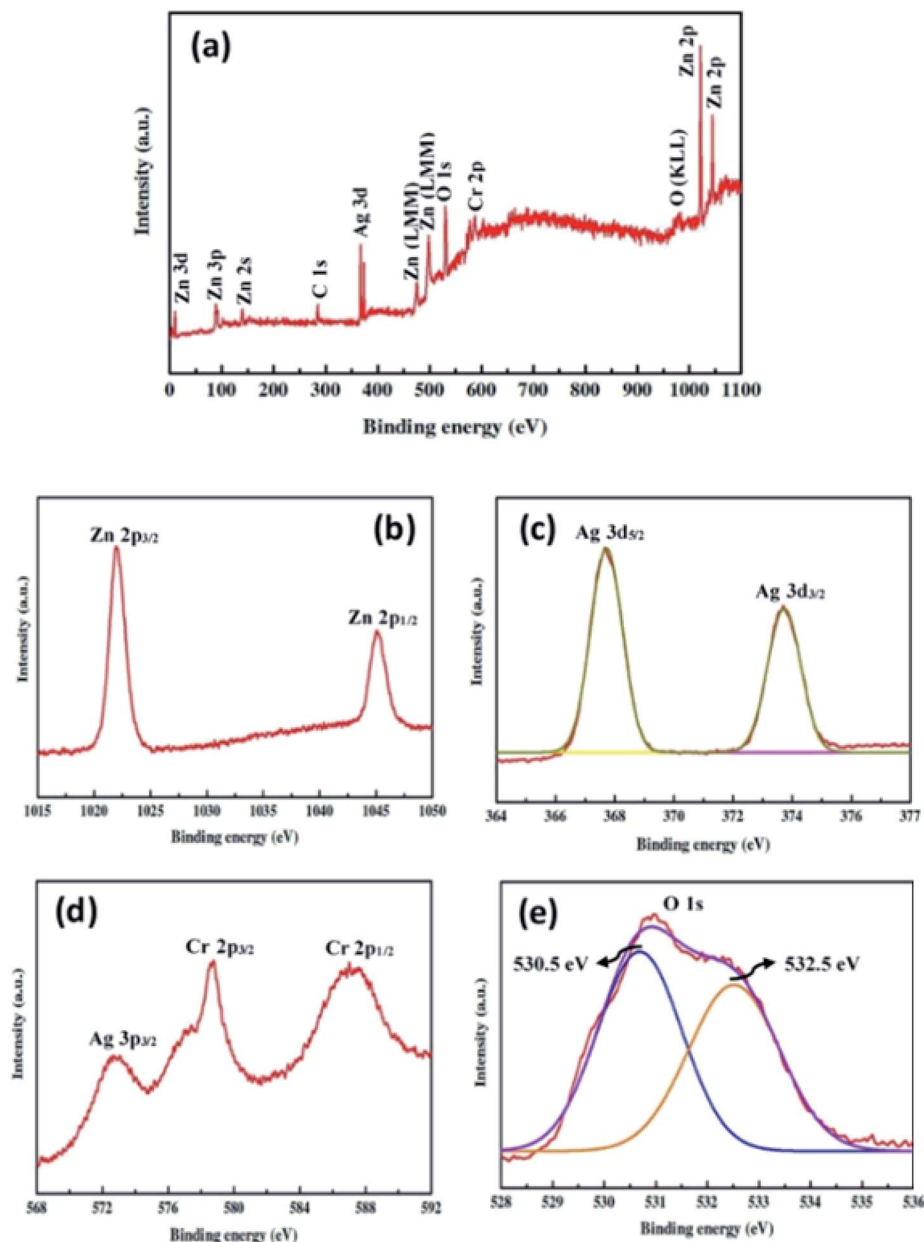 (a)
Intensity (a.u.)
Zn 3d
Zn 3p
Zn 2s
C 1s
Ag 3d
Zn (LMM)
Zn (LMM)
O 1s
Cr 2p
O (KLL)
Zn 2p
Zn 2p
0 100 200 300 400 500 600 700 800 900 1000 1100
Binding energy (eV)
(b)
Intensity (a.u.)
Zn 2p3/2
Zn 2p1/2
1015 1020 1025 1030 1035 1040 1045 1050
Binding energy (eV)
(c)
Intensity (a.u.)
Ag 3d5/2
Ag 3d3/2
364 366 368 370 372 374 376 377
Binding energy (eV)
(d)
Intensity (a.u.)
Ag 3p3/2
Cr 2p3/2
Cr 2p1/2
568 572 576 580 584 588 592
Binding energy (eV)
(e)
Intensity (a.u.)
O 1s
530.5 eV
532.5 eV
528 529 530 531 532 533 534 535 536
Binding energy (eV)